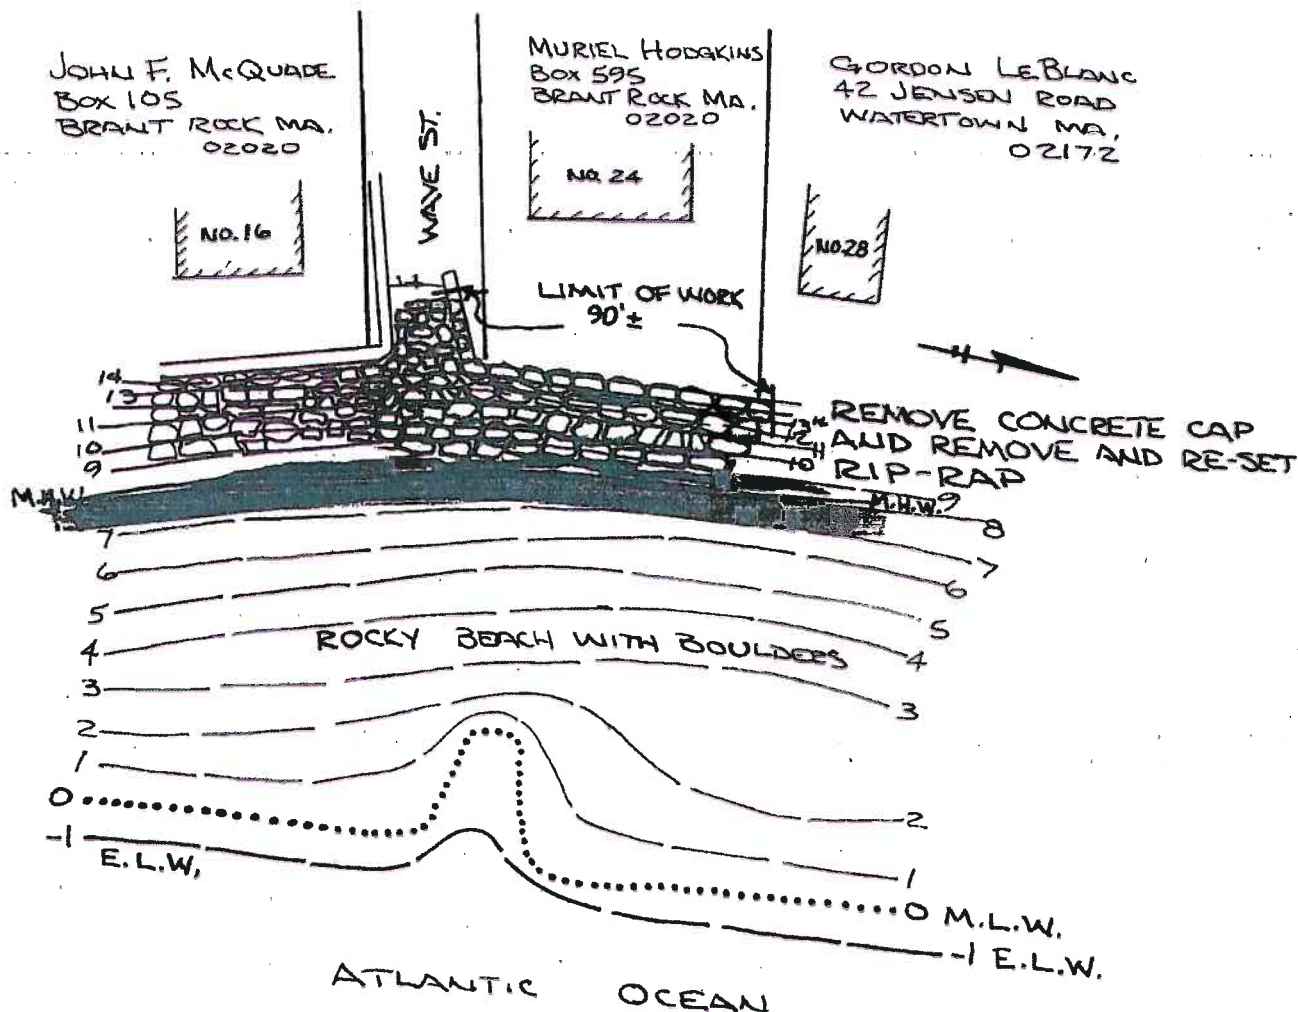 JOHN F. McQUADE
BOX 105
BRANT ROCK MA.
02020
WAVE ST.
MURIEL HODGKINS
BOX 595
BRANT ROCK MA.
02020
GORDON LEBLANC
42 JENSEN ROAD
WATERTOWN MA,
02172
NO. 16
NO. 24
NO. 28
LIMIT OF WORK
90'±
REMOVE CONCRETE CAP
AND REMOVE AND RE-SET
RIP-RAP
14
13
11
10
9
12
11
10
M.H.W.
M.H.W. 9
8
7
7
6
6
5
5
ROCKY BEACH WITH BOULDERS
4
4
3
3
2
2
1
1
0
0 M.L.W.
-1
E.L.W,
-1 E.L.W.
ATLANTIC OCEAN